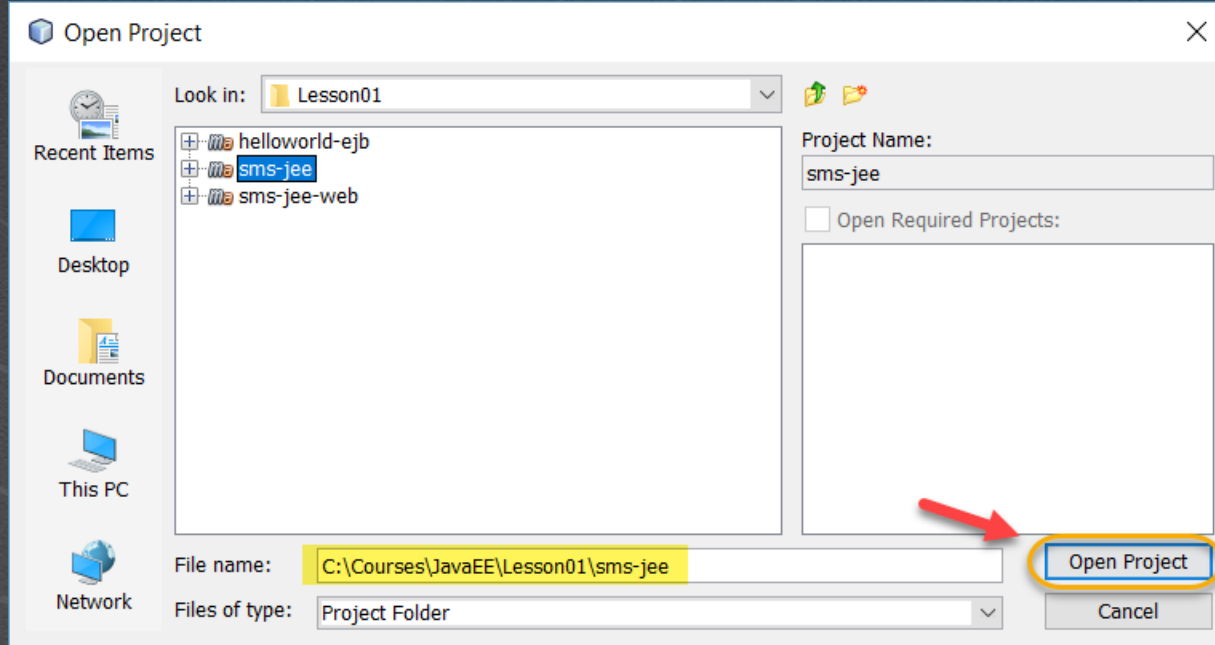 Open Project
Look in:
Lesson01
Recent Items
Desktop
Documents
This PC
Network
helloworld-ejb
sms-jee
sms-jee-web
Project Name:
sms-jee
Open Required Projects:
File name:
C:\Courses\JavaEE\Lesson01\sms-jee
Open Project
Files of type:
Project Folder
Cancel